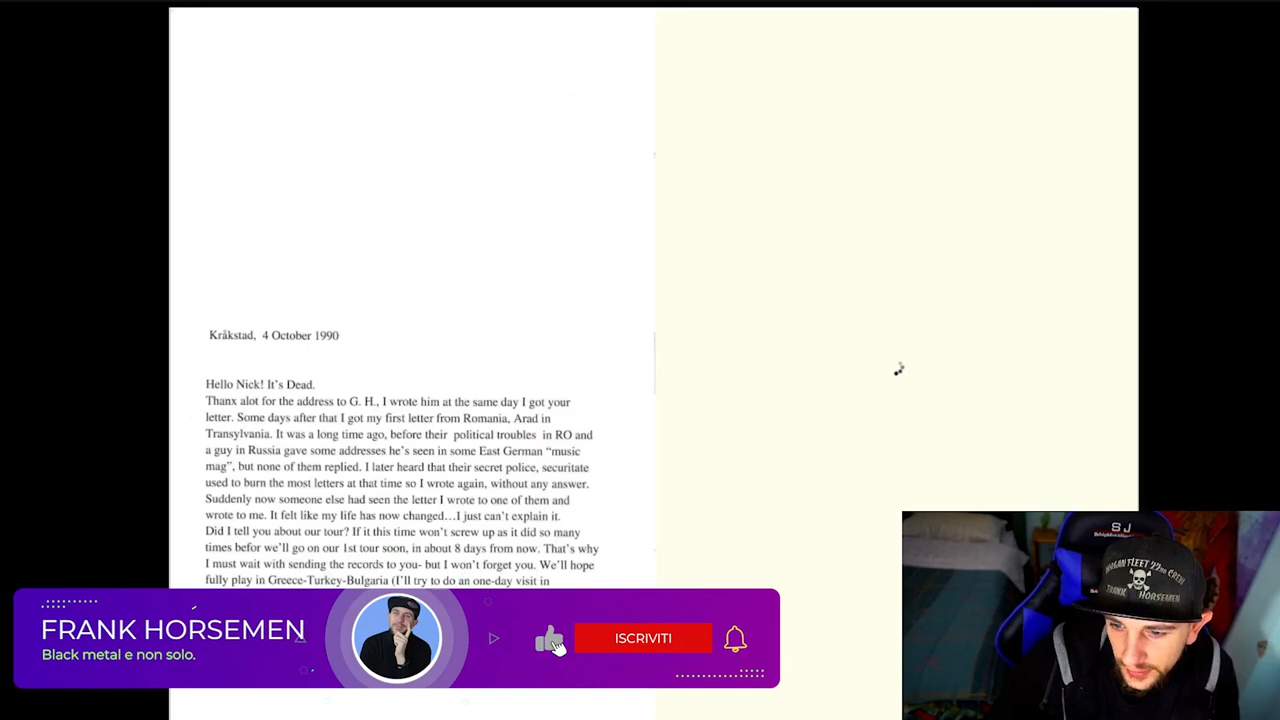 Kråkstad, 4 October 1990
Hello Nick! It's Dead.
Thanx alot for the address to G. H., I wrote him at the same day I got your
letter. Some days after that I got my first letter from Romania, Arad in
Transylvania. It was a long time ago, before their political troubles in RO and
a guy in Russia gave some addresses he's seen in some East German “music
mag”, but none of them replied. I later heard that their secret police, securitate
used to burn the most letters at that time so I wrote again, without any answer.
Suddenly now someone else had seen the letter I wrote to one of them and
wrote to me. It felt like my life has now changed…I just can't explain it.
Did I tell you about our tour? If it this time won't screw up as it did so many
times befor we'll go on our 1st tour soon, in about 8 days from now. That's why
I must wait with sending the records to you- but I won't forget you. We'll hope
fully play in Greece-Turkey-Bulgaria (I'll try to do an one-day visit in
FRANK HORSEMEN
Black metal e non solo.
ISCRIVITI
SJ
FLEET 22nd CREW
HORSEMEN